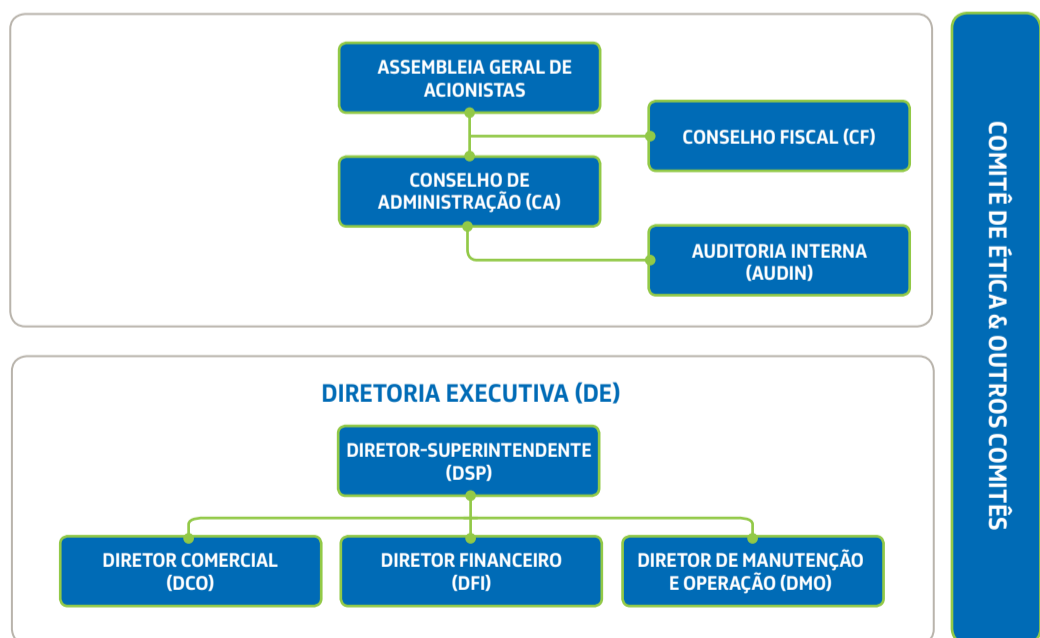 ASSEMBLEIA GERAL DE
ACIONISTAS
CONSELHO FISCAL (CF)
CONSELHO DE
ADMINISTRAÇÃO (CA)
AUDITORIA INTERNA
(AUDIN)
DIRETORIA EXECUTIVA (DE)
DIRETOR-SUPERINTENDENTE
(DSP)
DIRETOR COMERCIAL
(DCO)
DIRETOR FINANCEIRO
(DFI)
DIRETOR DE MANUTENÇÃO
E OPERAÇÃO (DMO)
COMITÊ DE ÉTICA & OUTROS COMITÊS